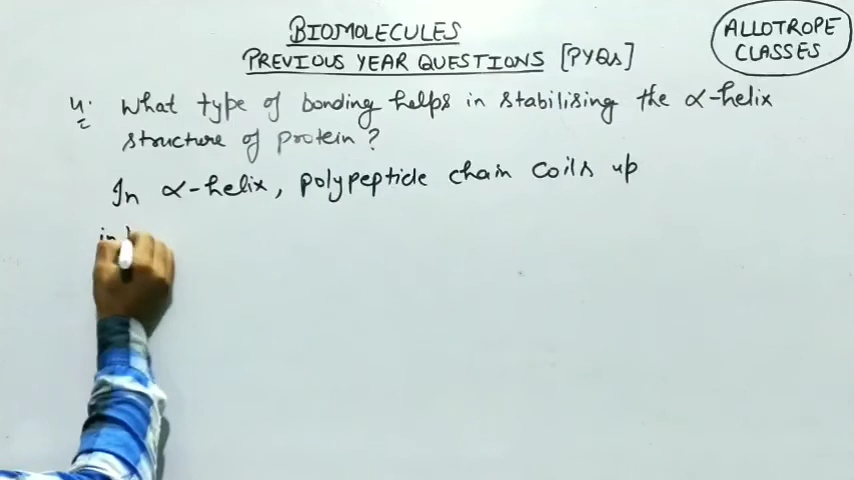 BIOMOLECULES
PREVIOUS YEAR QUESTIONS [PYQs]
ALLOTROPE
CLASSES
4. What type of bonding helps in stabilising the α-helix
structure of protein?
In α-helix, polypeptide chain coils up